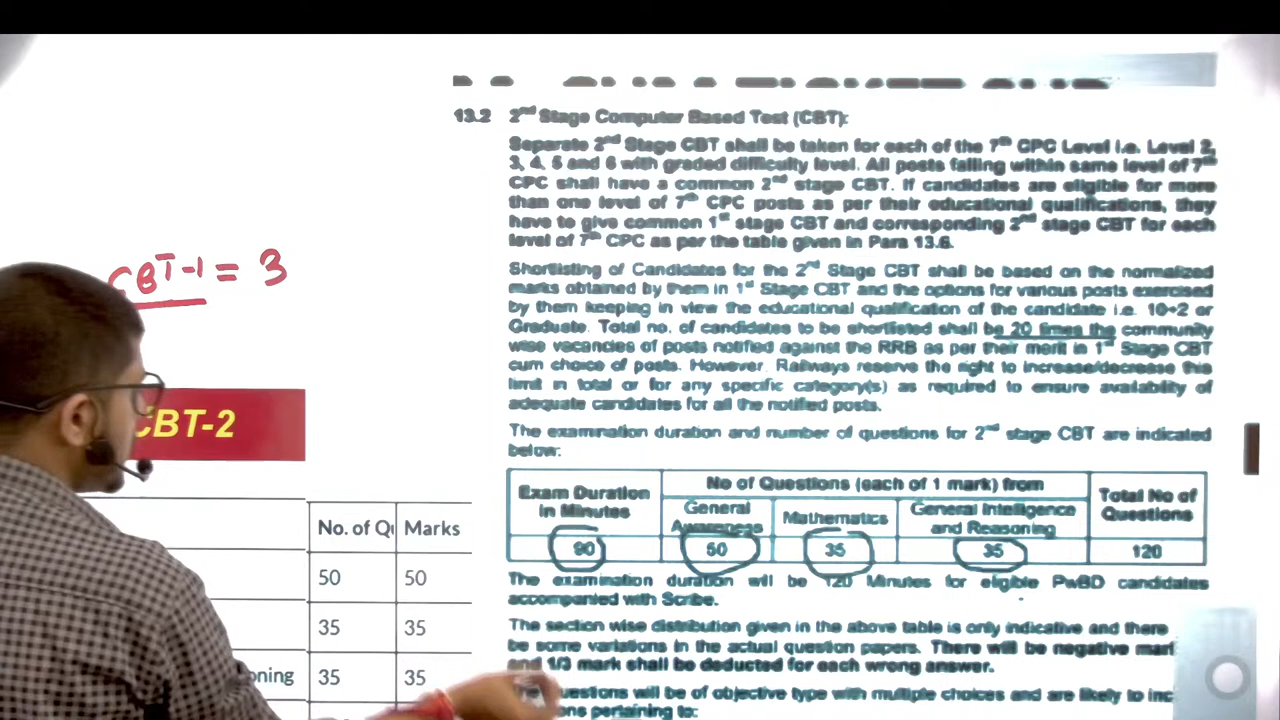 CBT-1 = 3
CBT-2
No. of Qu Marks
50 50
35 35
oning 35 35
13.2 2nd Stage Computer Based Test (CBT):
Separate 2nd Stage CBT shall be taken for each of the 7th CPC Level i.e. Level 2,
3, 4, 5 and 6 with graded difficulty level. All posts falling within same level of 7th
CPC shall have a common 2nd stage CBT. If candidates are eligible for more
than one level of 7th CPC posts as per their educational qualifications, they
have to give common 1st stage CBT and corresponding 2nd stage CBT for each
level of 7th CPC as per the table given in Para 13.6.
Shortlisting of Candidates for the 2nd Stage CBT shall be based on the normalized
marks obtained by them in 1st Stage CBT and the options for various posts exercised
by them keeping in view the educational qualification of the candidate i.e. 10+2 or
Graduate. Total no. of candidates to be shortlisted shall be 20 times the community
wise vacancies of posts notified against the RRB as per their merit in 1st Stage CBT
cum choice of posts. However, Railways reserve the right to increase/decrease this
limit in total or for any specific category(s) as required to ensure availability of
adequate candidates for all the notified posts.
The examination duration and number of questions for 2nd stage CBT are indicated
below:
Exam Duration in Minutes
No of Questions (each of 1 mark) from
General Awareness
Mathematics
General Intelligence and Reasoning
Total No of Questions
90 50 35 35 120
The examination duration will be 120 Minutes for eligible PwBD candidates
accompanied with Scribe.
The section wise distribution given in the above table is only indicative and there
be some variations in the actual question papers. There will be negative mark
and 1/3 mark shall be deducted for each wrong answer.
uestions will be of objective type with multiple choices and are likely to inc
ons pertaining to: